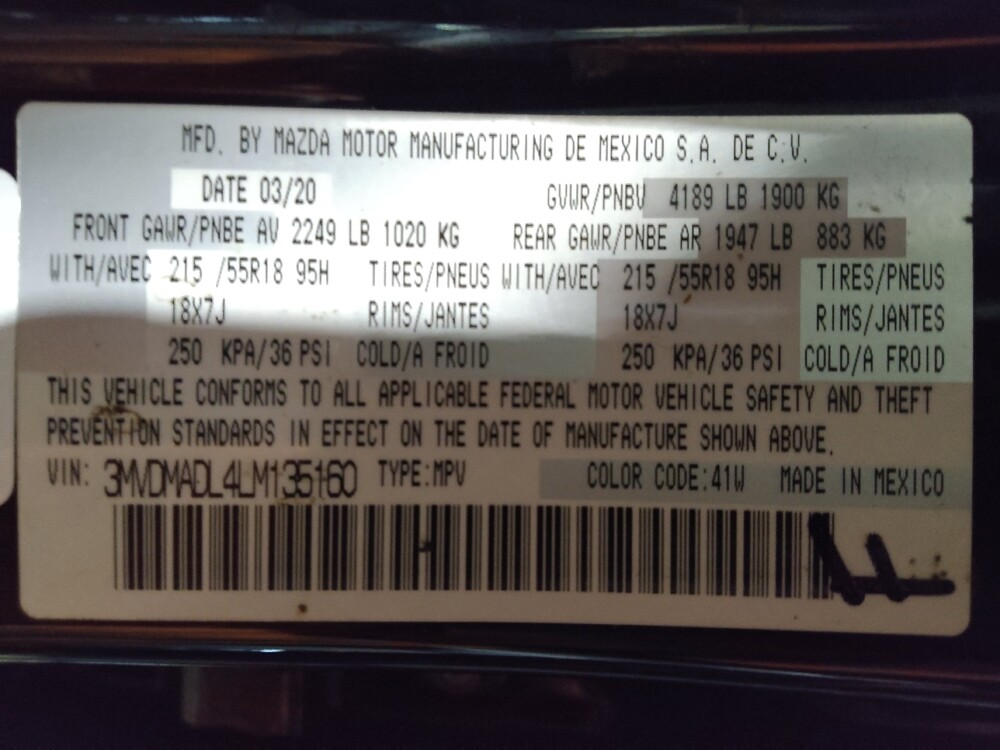 MFD. BY MAZDA MOTOR MANUFACTURING DE MEXICO S.A. DE C.V.
DATE 03/20 GVWR/PNBV 4189 LB 1900 KG
FRONT GAWR/PNBE AV 2249 LB 1020 KG REAR GAWR/PNBE AR 1947 LB 883 KG
WITH/AVEC 215 /55R18 95H TIRES/PNEUS WITH/AVEC 215 /55R18 95H TIRES/PNEUS
18X7J RIMS/JANTES 18X7J RIMS/JANTES
250 KPA/36 PSI COLD/A FROID 250 KPA/36 PSI COLD/A FROID
THIS VEHICLE CONFORMS TO ALL APPLICABLE FEDERAL MOTOR VEHICLE SAFETY AND THEFT
PREVENTION STANDARDS IN EFFECT ON THE DATE OF MANUFACTURE SHOWN ABOVE.
VIN: 3MVDMADL4LM135160 TYPE:MPV COLOR CODE:41W MADE IN MEXICO